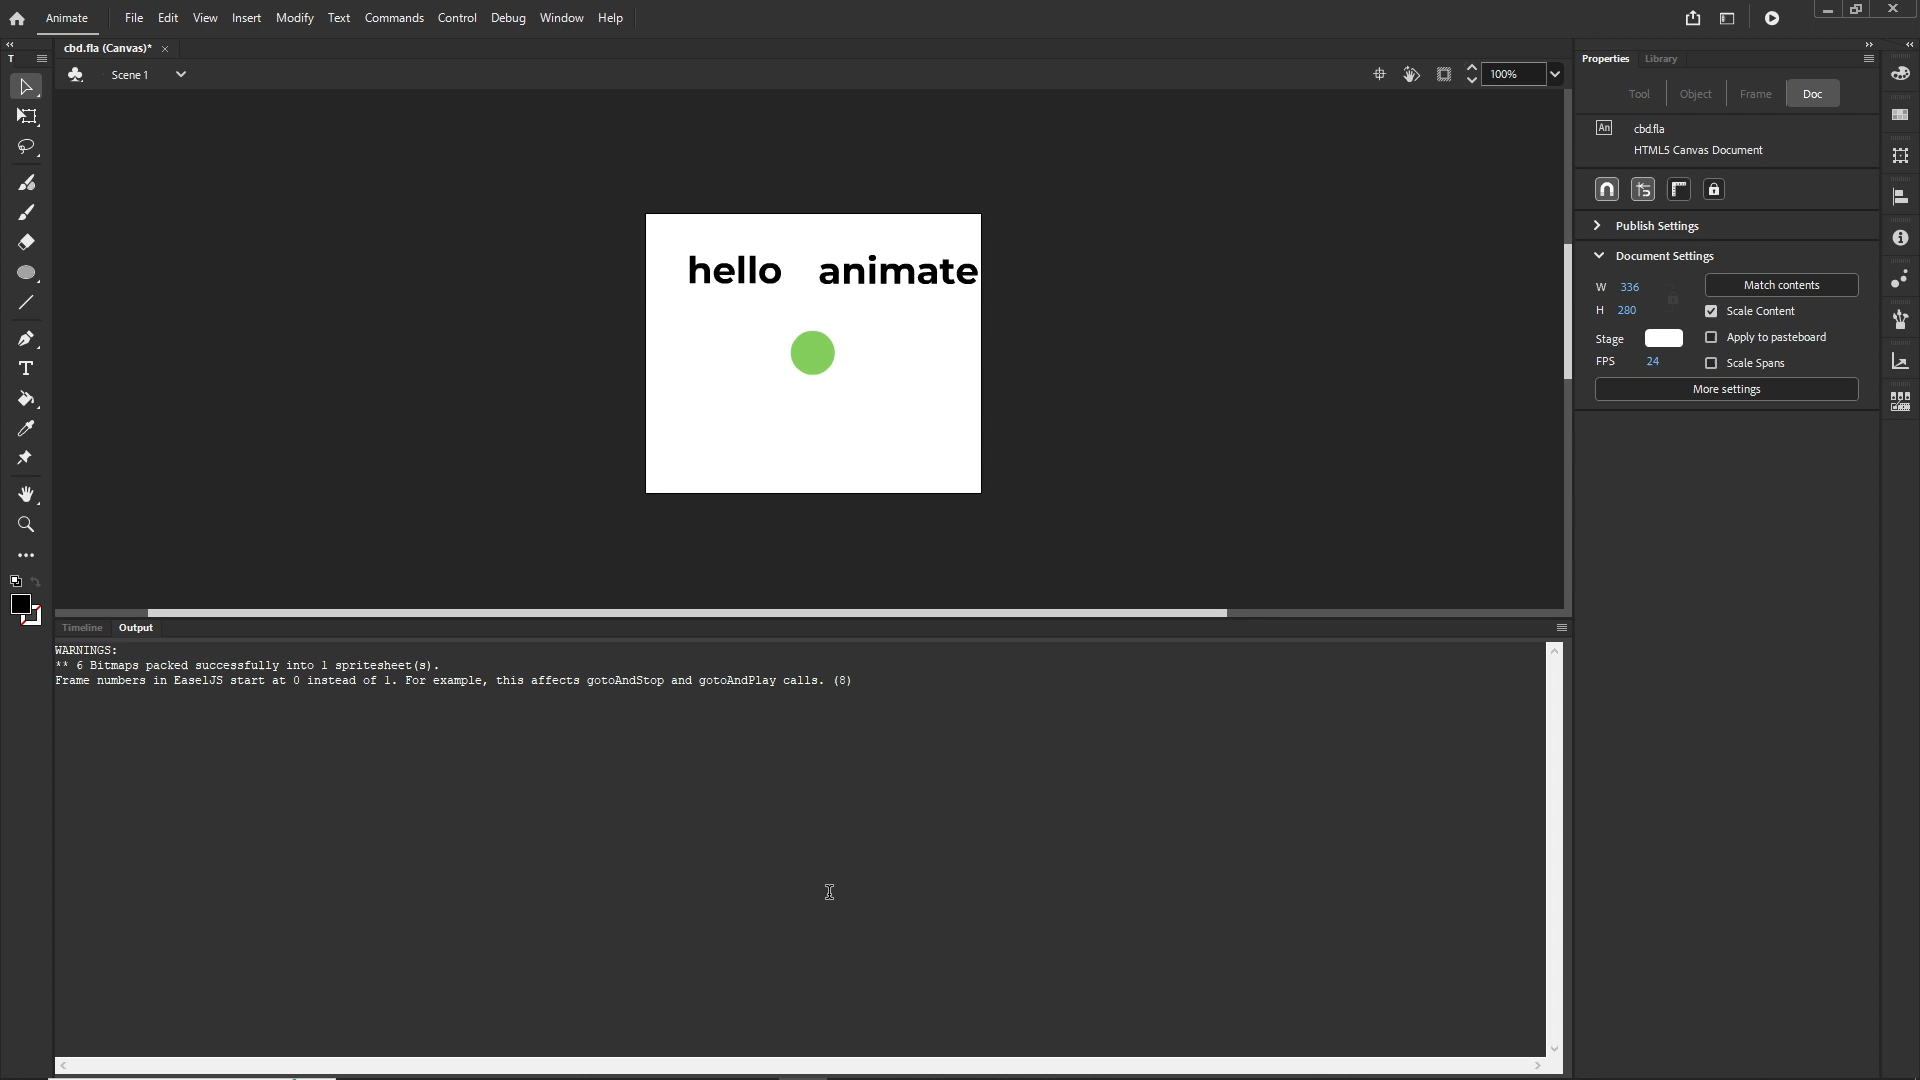 Animate File Edit View Insert Modify Text Commands Control Debug Window Help
cbd.fla (Canvas)*
Scene 1
100%
hello animate
Properties Library
Tool Object Frame Doc
An cbd.fla
HTML5 Canvas Document
Publish Settings
Document Settings
W 336 Match contents
H 280 Scale Content
Stage Apply to pasteboard
FPS 24 Scale Spans
More settings
Timeline Output
WARNINGS:
** 6 Bitmaps packed successfully into 1 spritesheet(s).
Frame numbers in EaselJS start at 0 instead of 1. For example, this affects gotoAndStop and gotoAndPlay calls. (8)